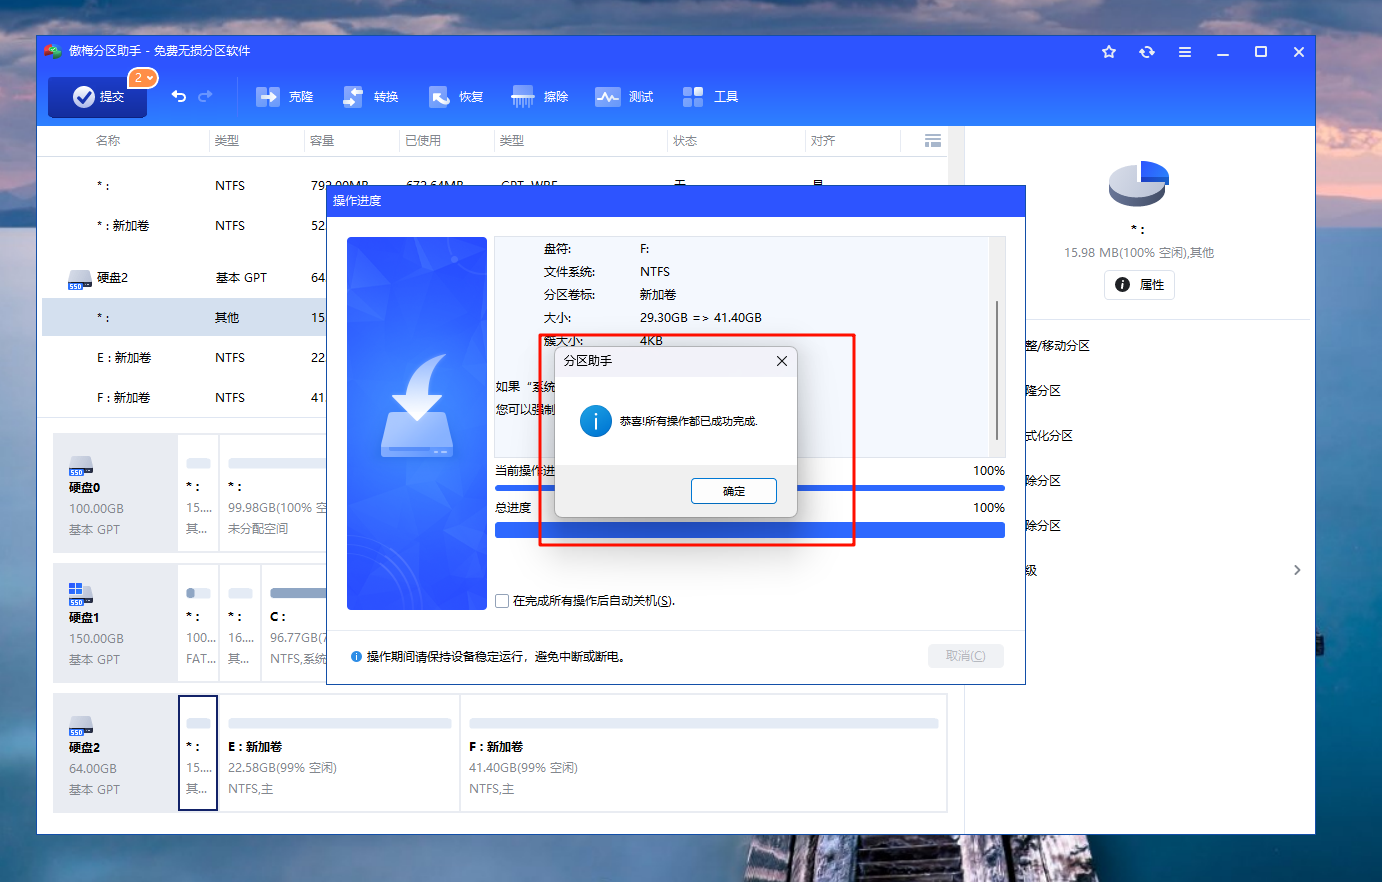 傲梅分区助手 - 免费无损分区软件
提交
2
克隆
转换
恢复
擦除
测试
工具
名称 类型 容量 已使用 类型 状态 对齐
* : NTFS 792.00MB 672.64MB GPT, WRE 无 是
* : 新加卷 NTFS 52
硬盘2 基本 GPT 64
* : 其他 15
E : 新加卷 NTFS 22
F : 新加卷 NTFS 41
操作进度
盘符: F:
文件系统: NTFS
分区卷标: 新加卷
大小: 29.30GB => 41.40GB
簇大小: 4KB
如果 “系统
您可以强制
分区助手
恭喜!所有操作都已成功完成.
确定
当前操作进 100%
总进度 100%
在完成所有操作后自动关机(S).
操作期间请保持设备稳定运行，避免中断或断电。
取消(C)
* :
15.98 MB(100% 空闲),其他
属性
整/移动分区
隆分区
式化分区
除分区
除分区
级
硬盘0
100.00GB
基本 GPT
* :
15....
其...
* :
99.98GB(100% 空
未分配空间
硬盘1
150.00GB
基本 GPT
* :
100...
FAT...
* :
16....
其...
C :
96.77GB(7
NTFS,系统
硬盘2
64.00GB
基本 GPT
* :
15....
其...
E : 新加卷
22.58GB(99% 空闲)
NTFS,主
F : 新加卷
41.40GB(99% 空闲)
NTFS,主